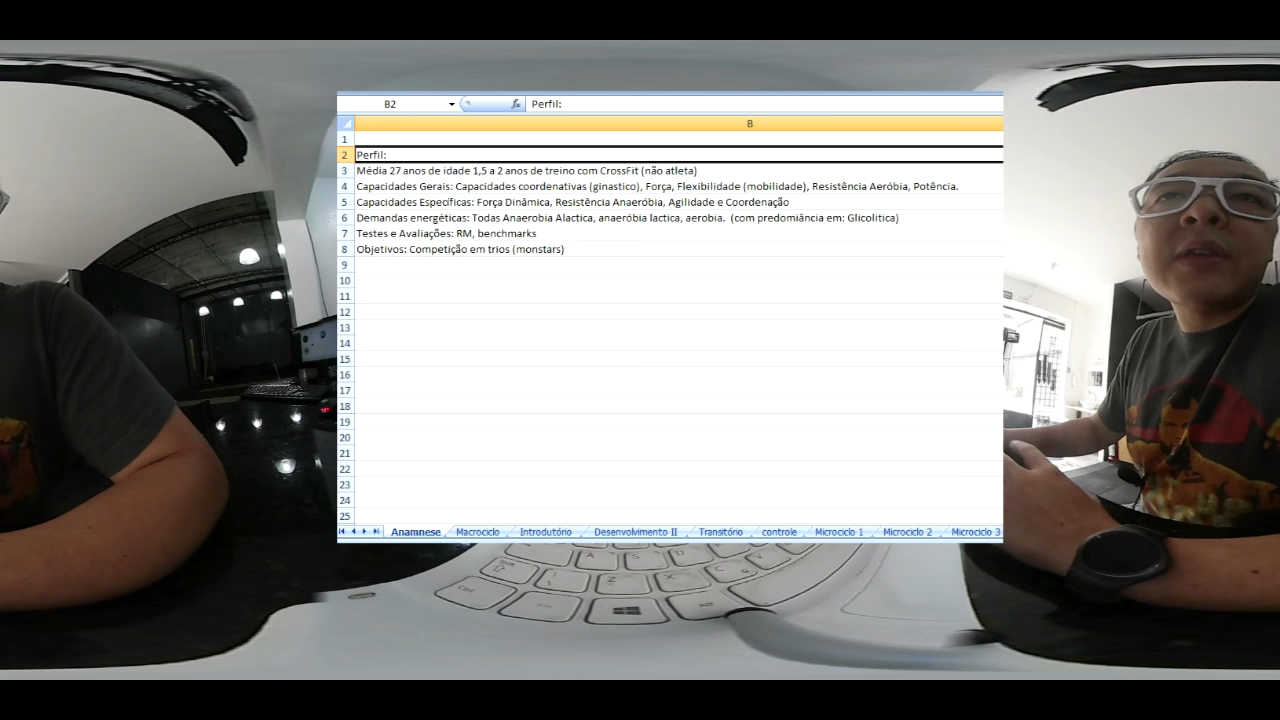 B2
fx
Perfil:
B
1
2 Perfil:
3 Média 27 anos de idade 1,5 a 2 anos de treino com CrossFit (não atleta)
4 Capacidades Gerais: Capacidades coordenativas (ginastico), Força, Flexibilidade (mobilidade), Resistência Aeróbia, Potência.
5 Capacidades Específicas: Força Dinâmica, Resistência Anaeróbia, Agilidade e Coordenação
6 Demandas energéticas: Todas Anaerobia Alactica, anaeróbia lactica, aerobia. (com predomiância em: Glicolitica)
7 Testes e Avaliações: RM, benchmarks
8 Objetivos: Competição em trios (monstars)
9
10
11
12
13
14
15
16
17
18
19
20
21
22
23
24
25
Anamnese Macrociclo Introdutório Desenvolvimento II Transitório controle Microciclo 1 Microciclo 2 Microciclo 3
A S D
Z X C
Ctrl Alt